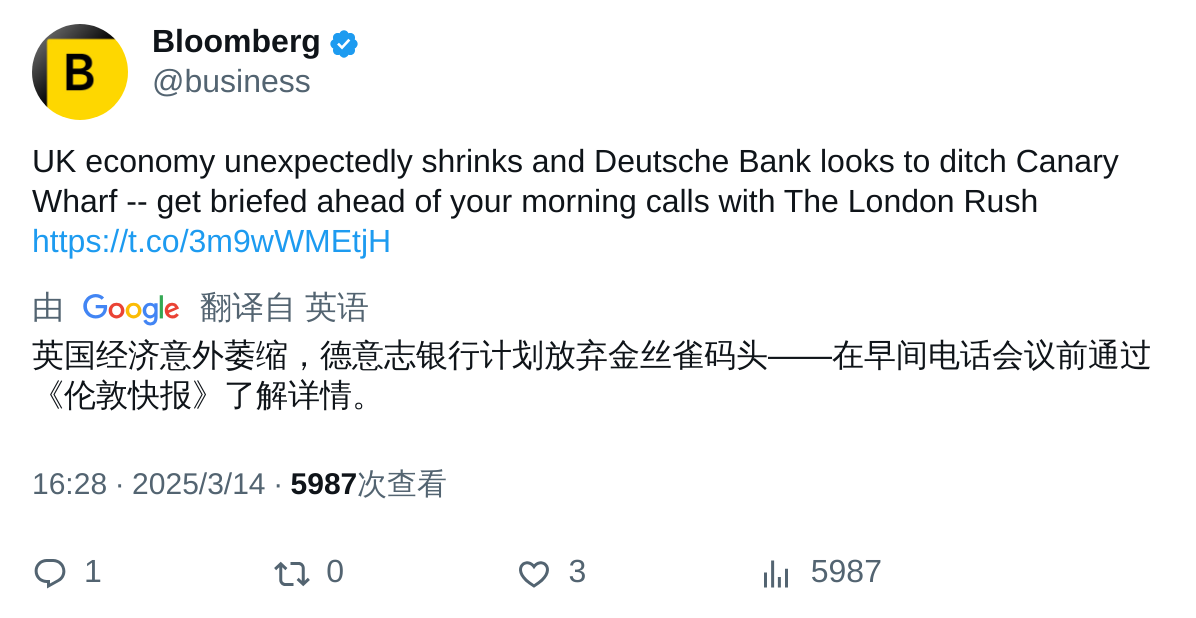 B
Bloomberg
@business
UK economy unexpectedly shrinks and Deutsche Bank looks to ditch Canary
Wharf -- get briefed ahead of your morning calls with The London Rush
https://t.co/3m9wWMEtjH
由 Google 翻译自 英语
英国经济意外萎缩，德意志银行计划放弃金丝雀码头——在早间电话会议前通过
《伦敦快报》了解详情。
16:28 · 2025/3/14 · 5987次查看
1 0 3 5987